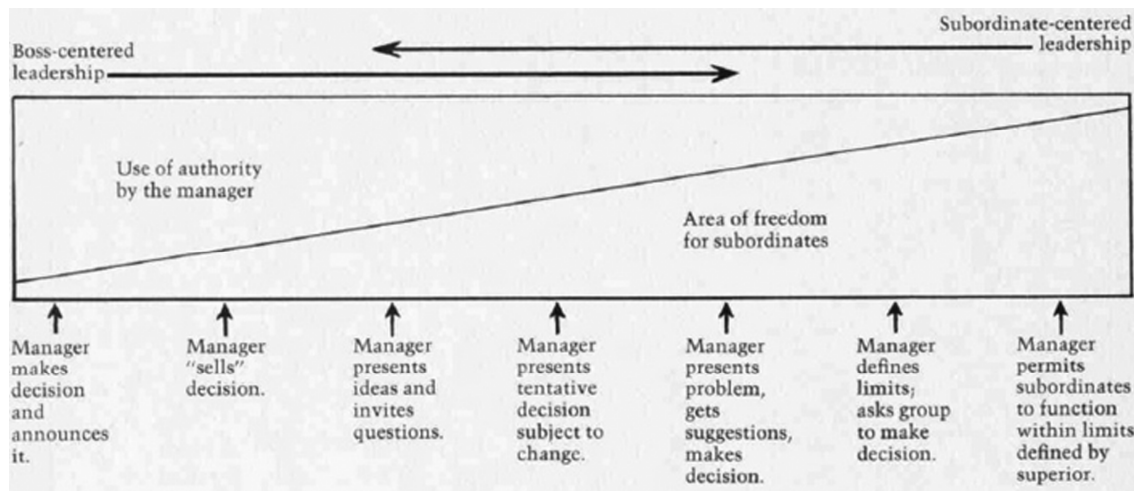 Boss-centered
leadership
Subordinate-centered
leadership
Use of authority
by the manager
Area of freedom
for subordinates
Manager
makes
decision
and
announces
it.
Manager
"sells"
decision.
Manager
presents
ideas and
invites
questions.
Manager
presents
tentative
decision
subject to
change.
Manager
presents
problem,
gets
suggestions,
makes
decision.
Manager
defines
limits;
asks group
to make
decision.
Manager
permits
subordinates
to function
within limits
defined by
superior.